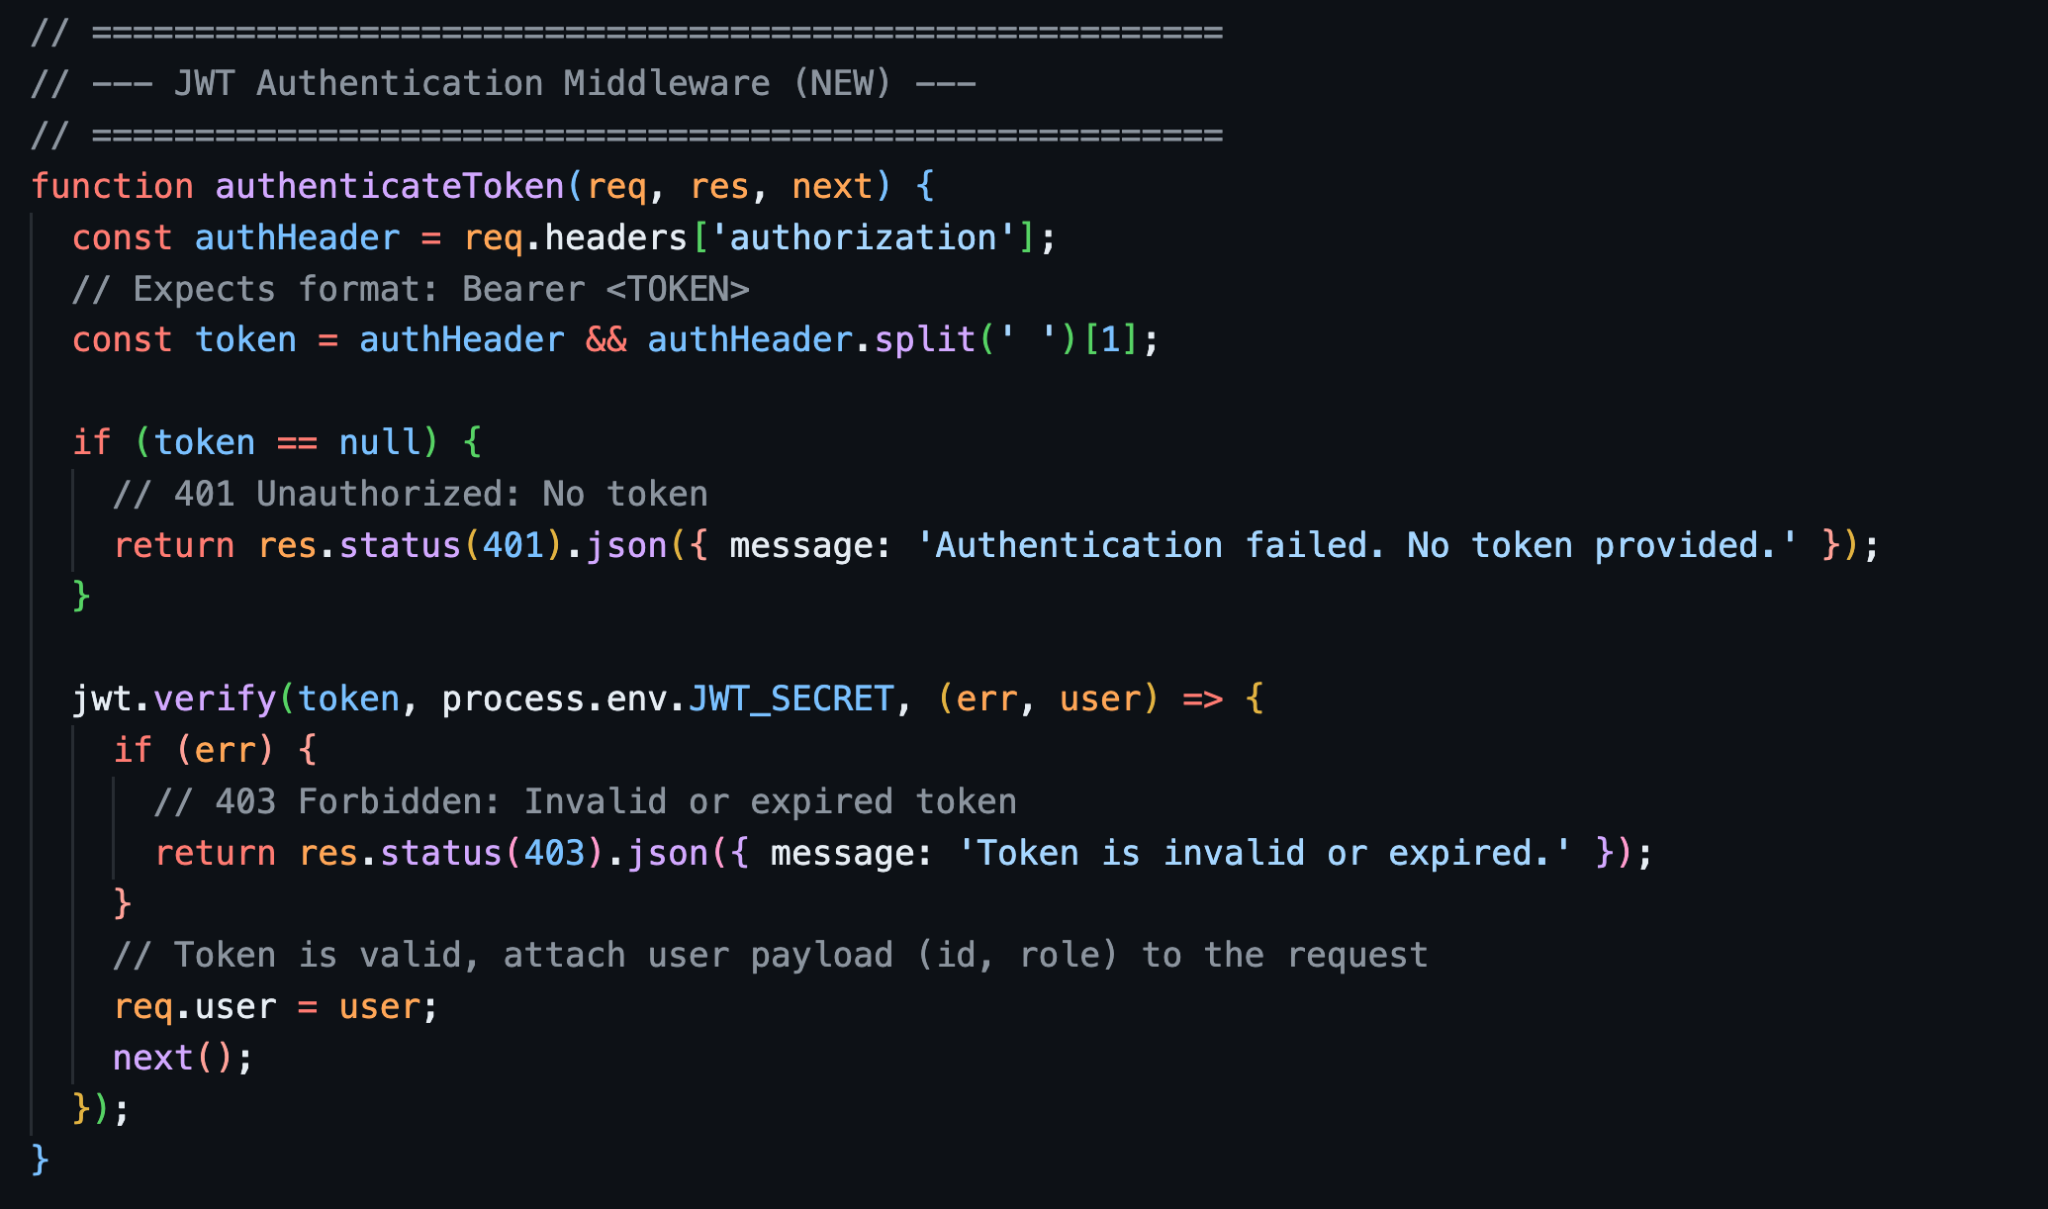 // =======================================================
// --- JWT Authentication Middleware (NEW) ---
// =======================================================
function authenticateToken(req, res, next) {
  const authHeader = req.headers['authorization'];
  // Expects format: Bearer <TOKEN>
  const token = authHeader && authHeader.split(' ')[1];

  if (token == null) {
    // 401 Unauthorized: No token
    return res.status(401).json({ message: 'Authentication failed. No token provided.' });
  }

  jwt.verify(token, process.env.JWT_SECRET, (err, user) => {
    if (err) {
      // 403 Forbidden: Invalid or expired token
      return res.status(403).json({ message: 'Token is invalid or expired.' });
    }
    // Token is valid, attach user payload (id, role) to the request
    req.user = user;
    next();
  });
}